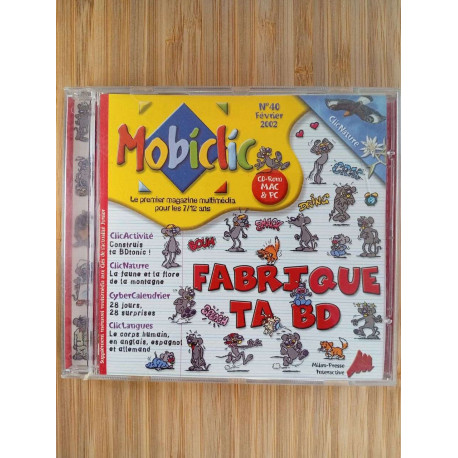 N°40
Février
2002
ClicNature
Mobiclic
CD-Rom
MAC
& PC
Le premier magazine multimédia
pour les 7/12 ans
ClicActivité
Construis
ta BDtonic !
ClicNature
La faune et la flore
de la montagne
CyberCalendrier
28 jours,
28 surprises
ClicLangues
Le corps humain,
en anglais, espagnol
et allemand
BOUM
FABRIQUE
TA BD
Milan-Presse
Interactive